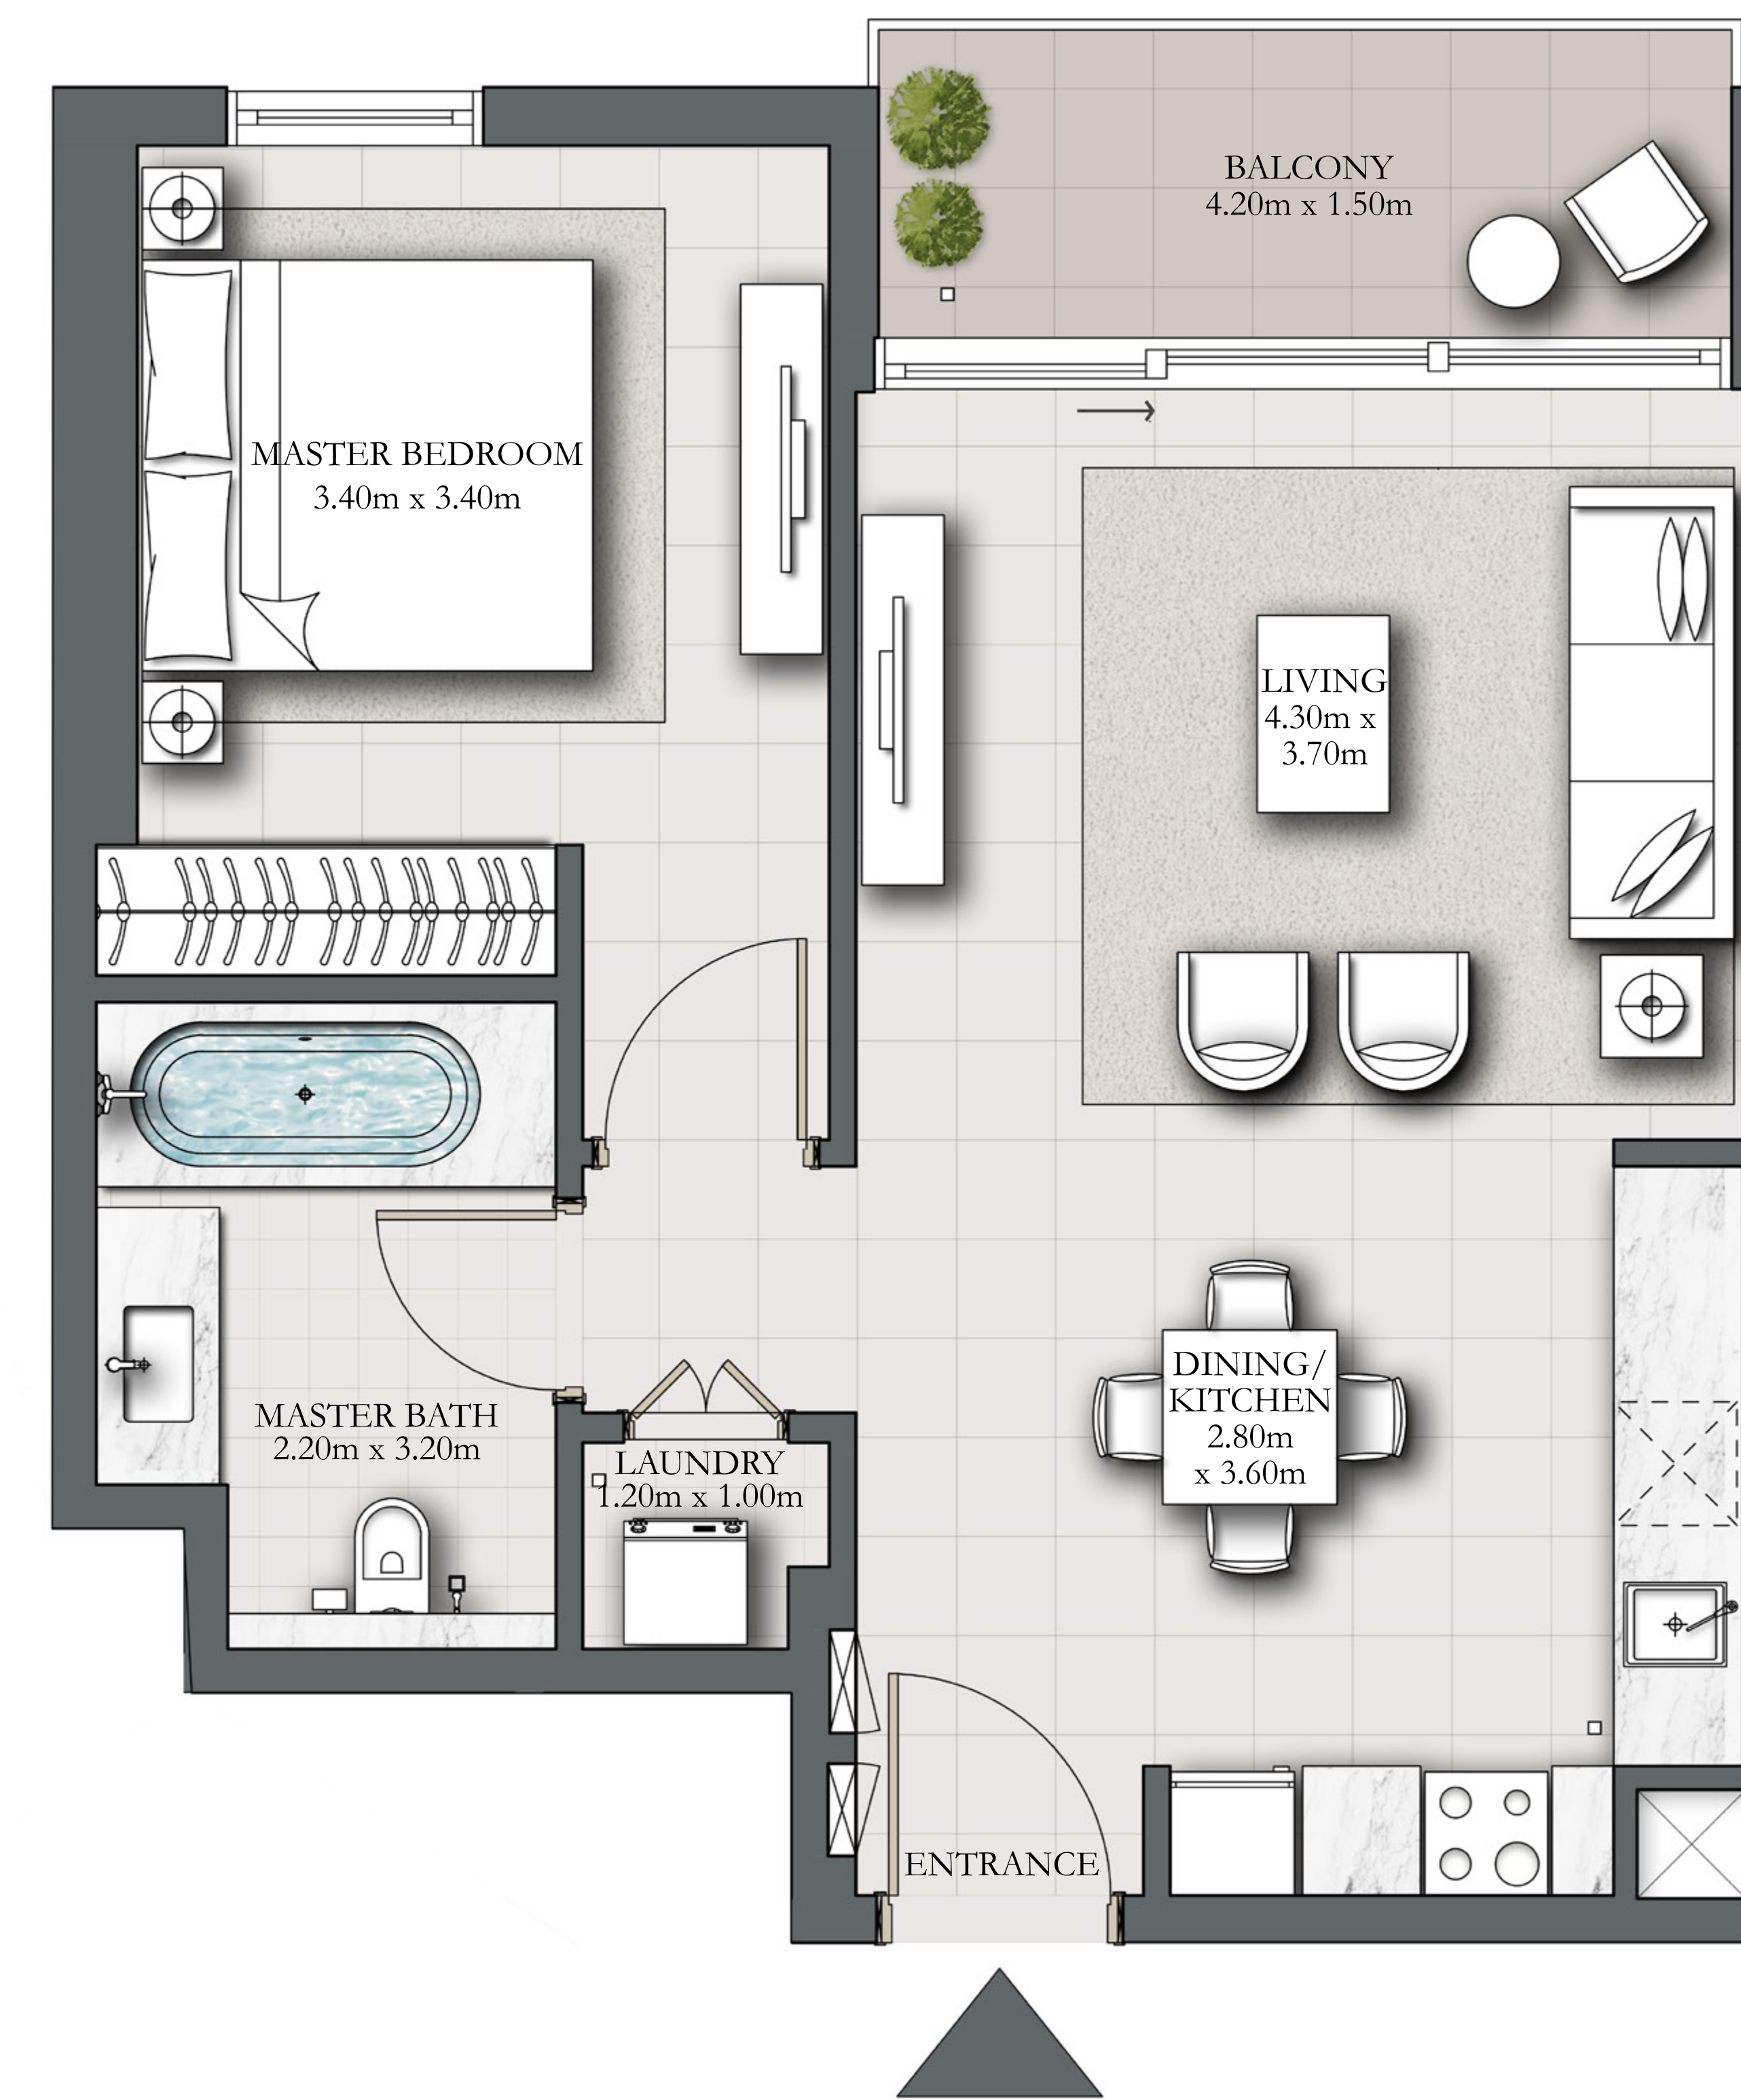 BALCONY
4.20m x 1.50m
MASTER BEDROOM
3.40m x 3.40m
LIVING
4.30m x
3.70m
DINING/
KITCHEN
2.80m
x 3.60m
MASTER BATH
2.20m x 3.20m
LAUNDRY
1.20m x 1.00m
ENTRANCE